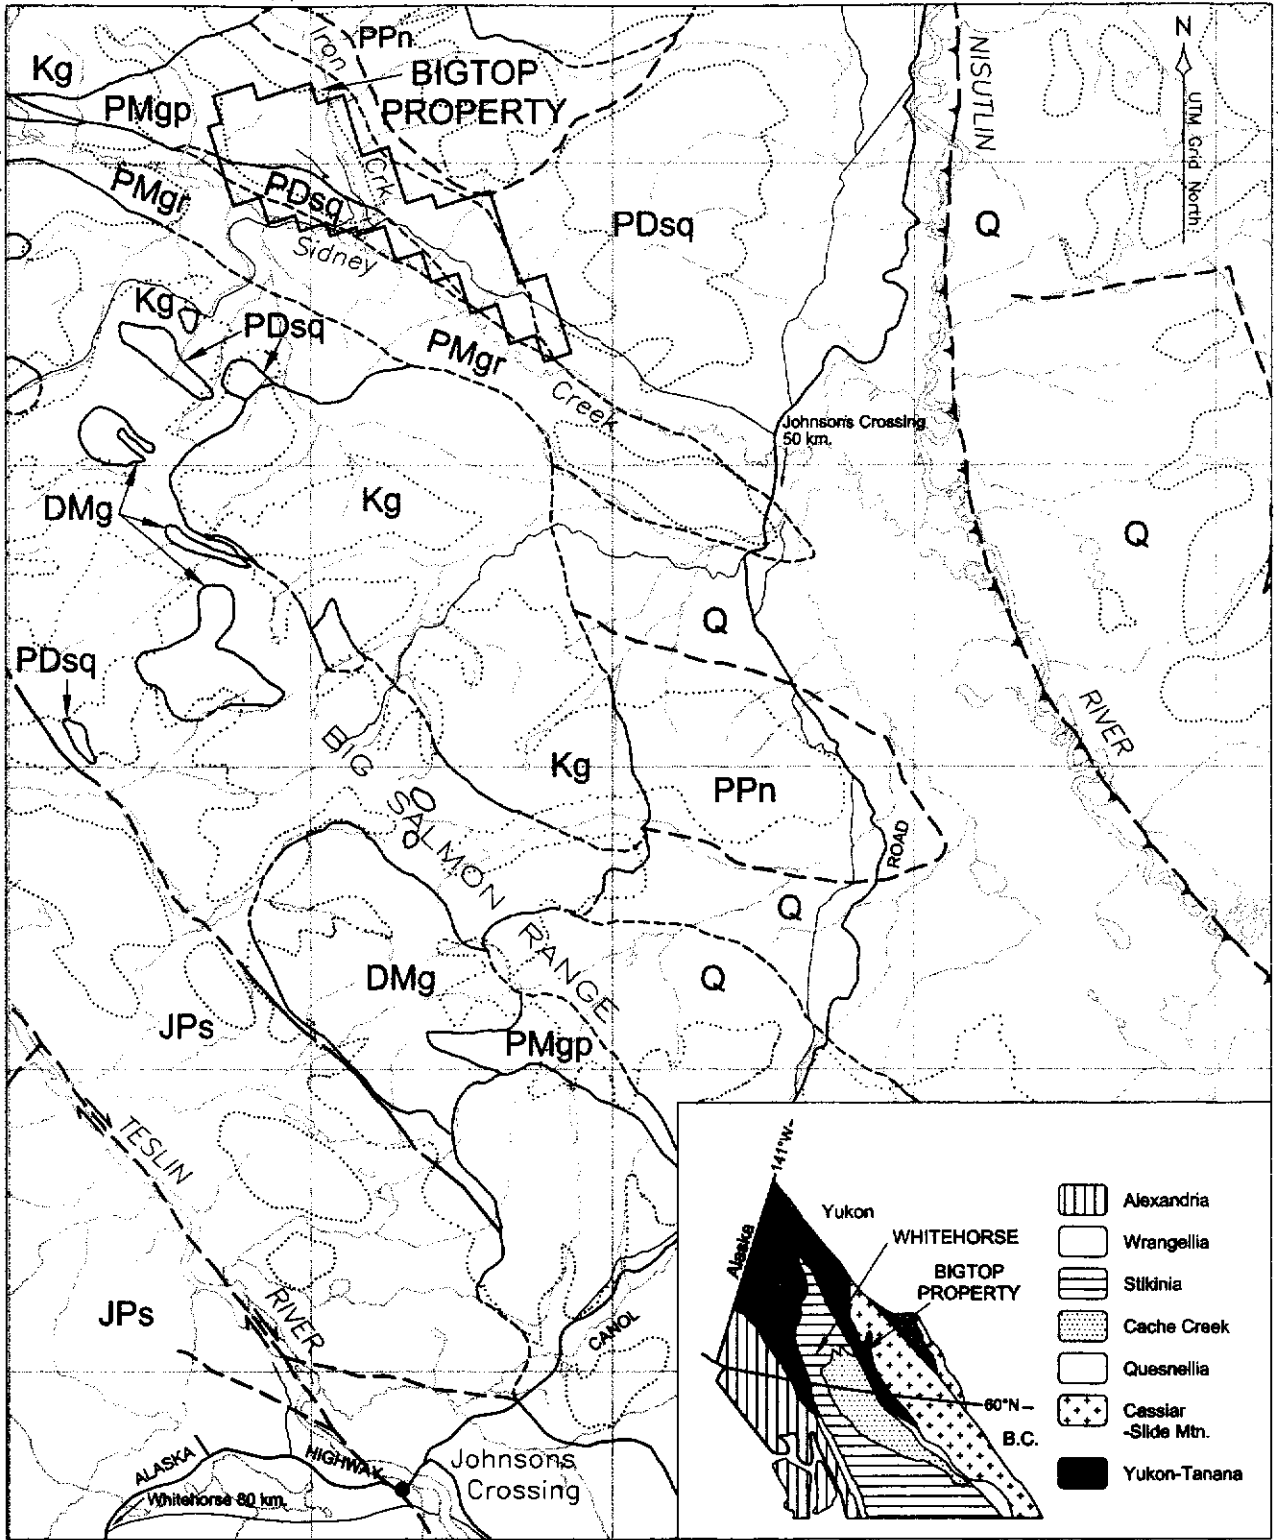 Kg
PPn
Iron
Crk
BIGTOP
PROPERTY
NISUTLIN
N
UTM Grid North
PMgp
PMgr
PDsq
Sidney
PDsq
Q
Kg
PDsq
PMgr
Creek
Johnson's Crossing
50 km.
DMg
Kg
Q
Q
PDsq
RIVER
BIG
SALMON
RANGE
Kg
PPn
ROAD
Q
DMg
Q
JPs
PMgp
TESLIN
RIVER
JPs
CANOL
ALASKA
HIGHWAY
Johnsons
Crossing
Whitehorse 80 km.
141°W
Alaska
Yukon
WHITEHORSE
BIGTOP
PROPERTY
60°N
B.C.
Alexandria
Wrangellia
Stikinia
Cache Creek
Quesnellia
Cassiar
-Slide Mtn.
Yukon-Tanana